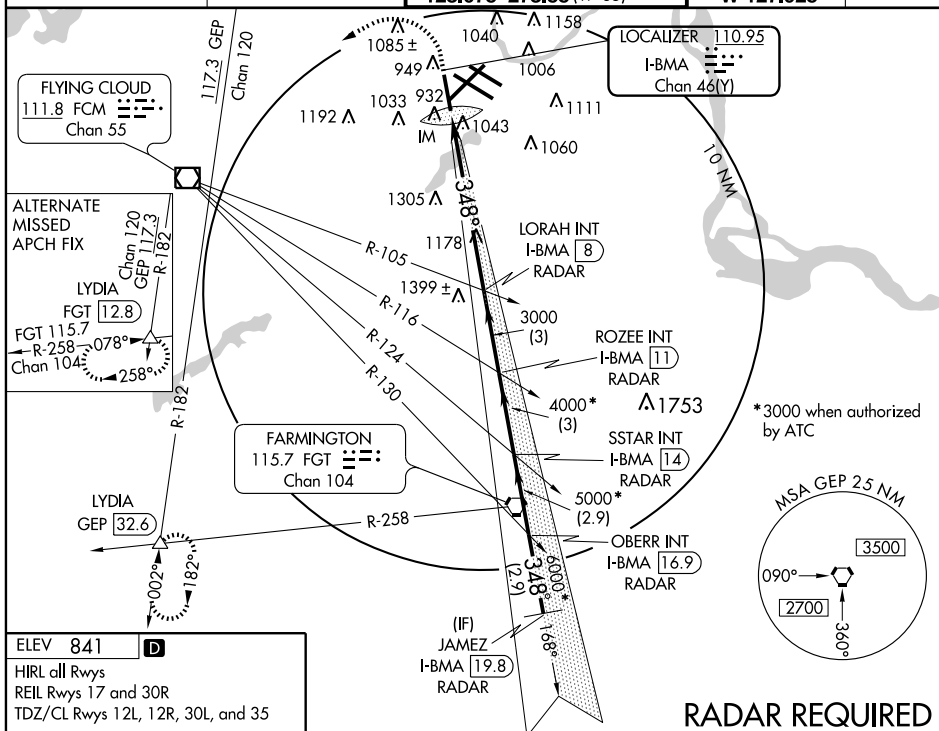 117.3 GEP
Chan 120
1085 ±
1040
1158
949
1006
LOCALIZER 110.95
I-BMA
Chan 46(Y)
FLYING CLOUD
111.8 FCM
Chan 55
1192
1033
932
IM
1043
1111
1060
10 NM
1305
348°
ALTERNATE
MISSED
APCH FIX
Chan 120
GEP 117.3
R-182
LYDIA
FGT 12.8
FGT 115.7
R-258
Chan 104
078°
258°
R-105
R-116
R-124
R-130
1178
1399 ±
LORAH INT
I-BMA 8
RADAR
3000
(3)
ROZEE INT
I-BMA 11
RADAR
4000*
(3)
1753
*3000 when authorized
by ATC
R-182
FARMINGTON
115.7 FGT
Chan 104
SSTAR INT
I-BMA 14
RADAR
5000*
(2.9)
LYDIA
GEP 32.6
R-258
OBERR INT
I-BMA 16.9
RADAR
002°
182°
(2.9)
348°
6000*
168°
(IF)
JAMEZ
I-BMA 19.8
RADAR
MSA GEP 25 NM
3500
090°
2700
360°
ELEV 841 D
HIRL all Rwys
REIL Rwys 17 and 30R
TDZ/CL Rwys 12L, 12R, 30L, and 35
RADAR REQUIRED